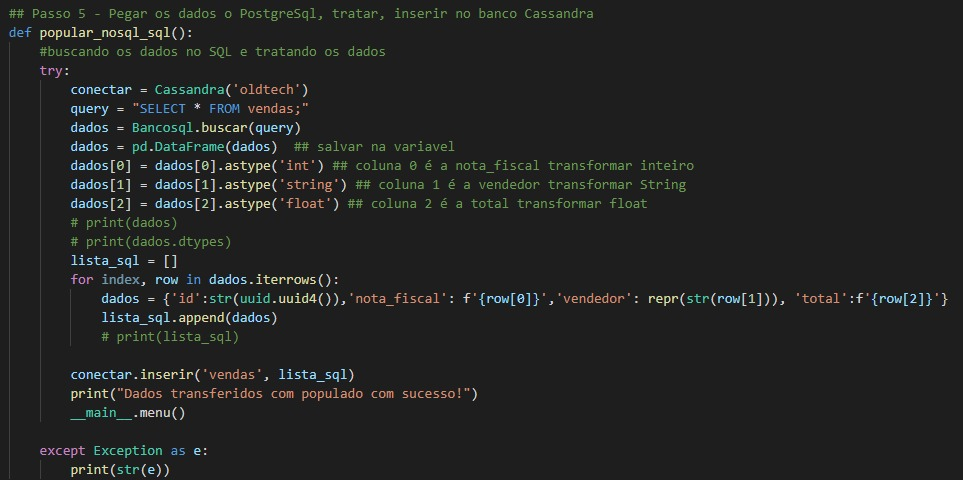 ## Passo 5 - Pegar os dados o PostgreSql, tratar, inserir no banco Cassandra
def popular_nosql_sql():
    #buscando os dados no SQL e tratando os dados
    try:
        conectar = Cassandra('oldtech')
        query = "SELECT * FROM vendas;"
        dados = Bancosql.buscar(query)
        dados = pd.DataFrame(dados)  ## salvar na variavel
        dados[0] = dados[0].astype('int') ## coluna 0 é a nota_fiscal transformar inteiro
        dados[1] = dados[1].astype('string') ## coluna 1 é a vendedor transformar String
        dados[2] = dados[2].astype('float') ## coluna 2 é a total transformar float
        # print(dados)
        # print(dados.dtypes)
        lista_sql = []
        for index, row in dados.iterrows():
            dados = {'id':str(uuid.uuid4()),'nota_fiscal': f'{row[0]}','vendedor': repr(str(row[1])), 'total':f'{row[2]}'}
            lista_sql.append(dados)
            # print(lista_sql)

        conectar.inserir('vendas', lista_sql)
        print("Dados transferidos com populado com sucesso!")
        __main__.menu()

    except Exception as e:
        print(str(e))